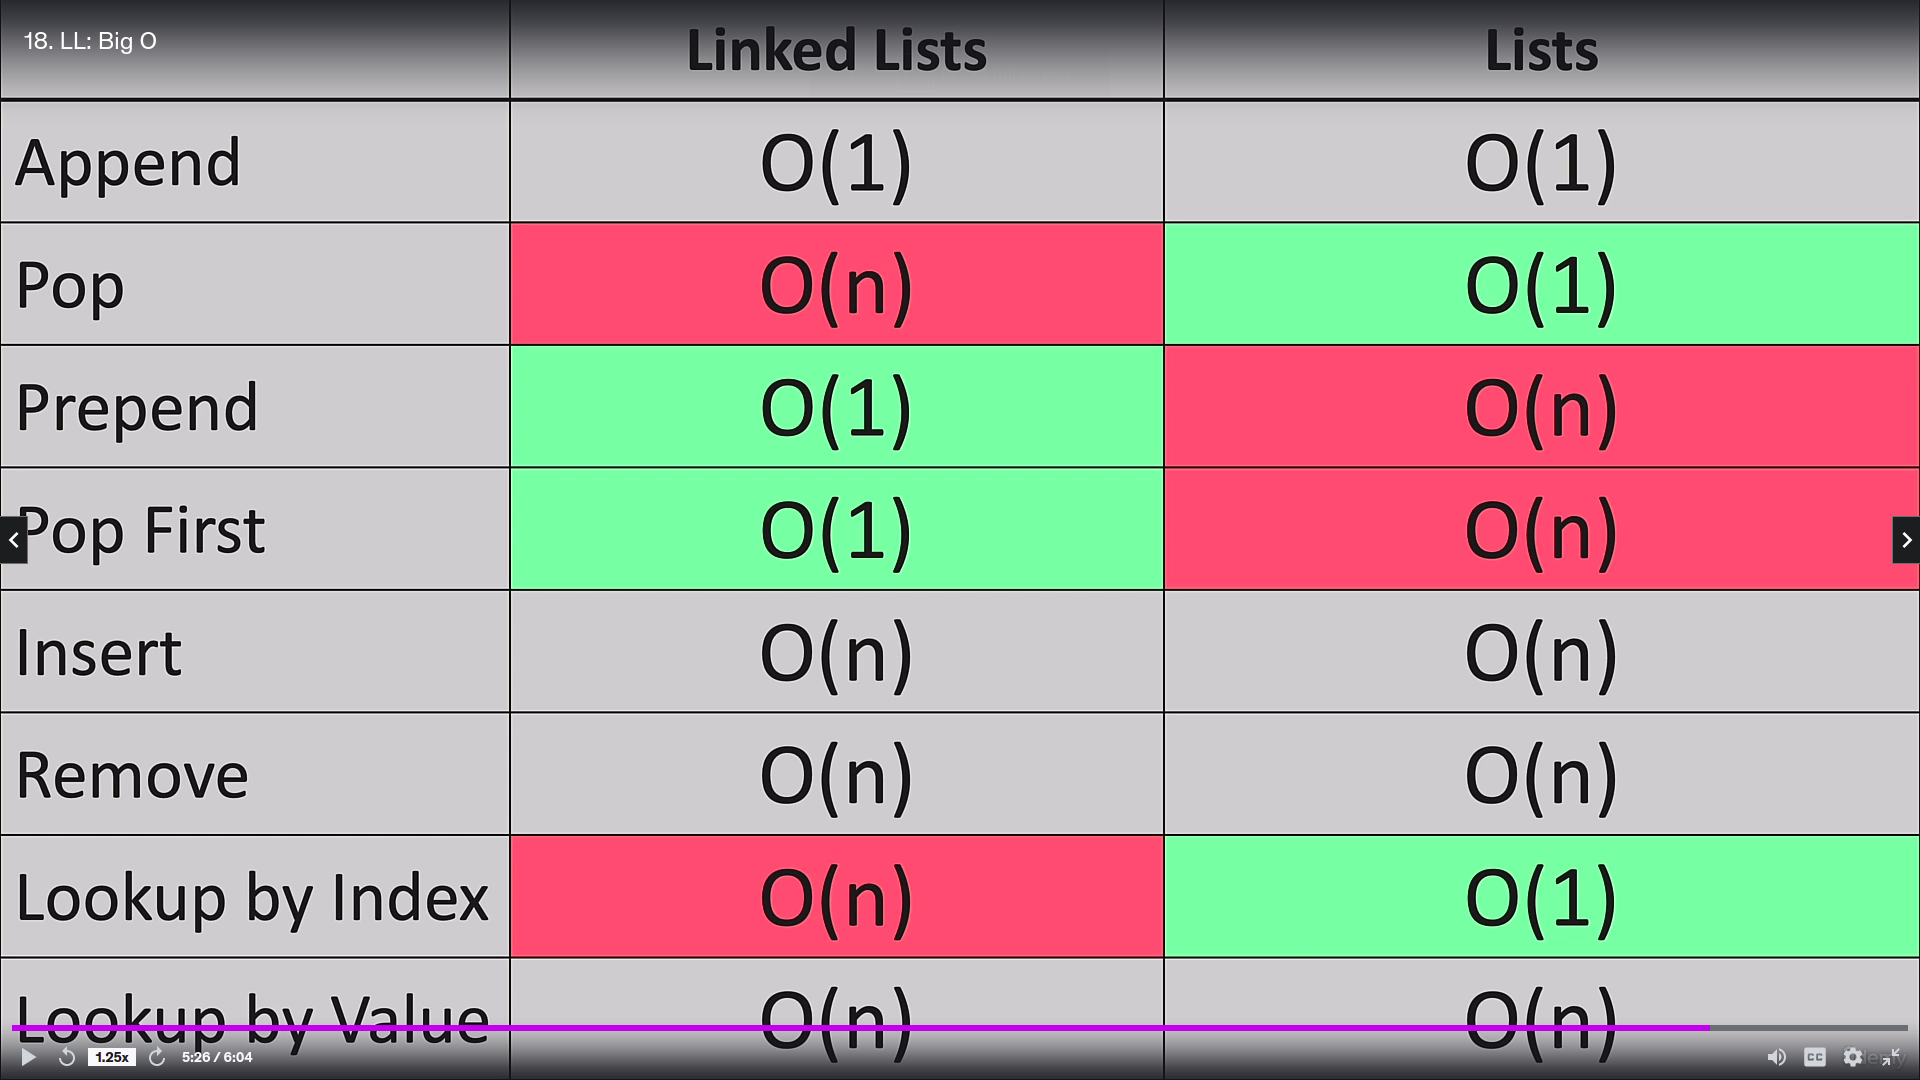 18. LL: Big O
Linked Lists Lists
Append O(1) O(1)
Pop O(n) O(1)
Prepend O(1) O(n)
Pop First O(1) O(n)
Insert O(n) O(n)
Remove O(n) O(n)
Lookup by Index O(n) O(1)
Lookup by Value O(n) O(n)
1.25x 5:26 / 6:04 CC